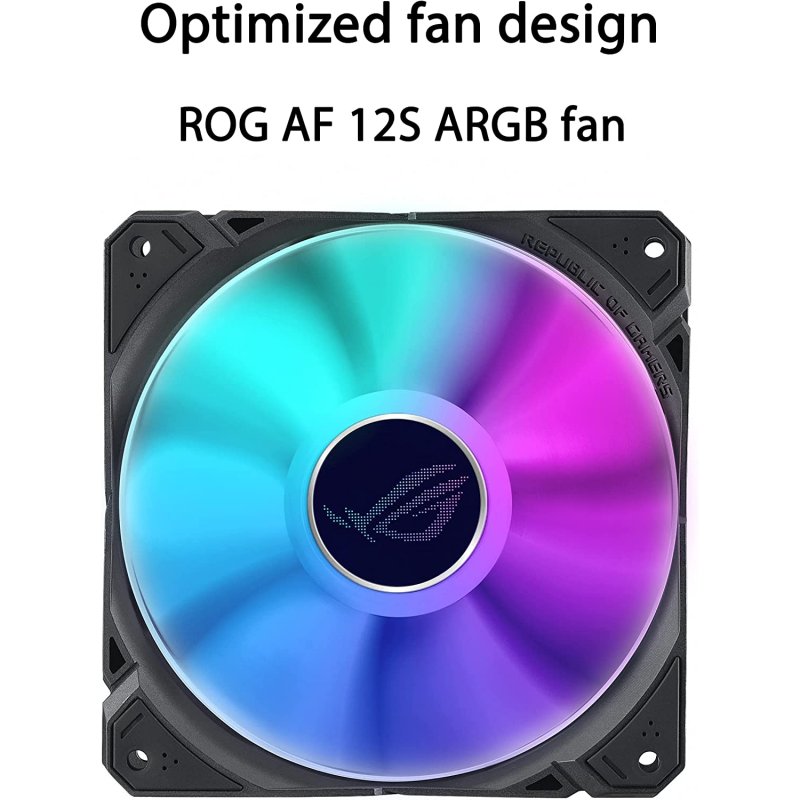 Optimized fan design
ROG AF 12S ARGB fan
REPUBLIC OF GAMERS